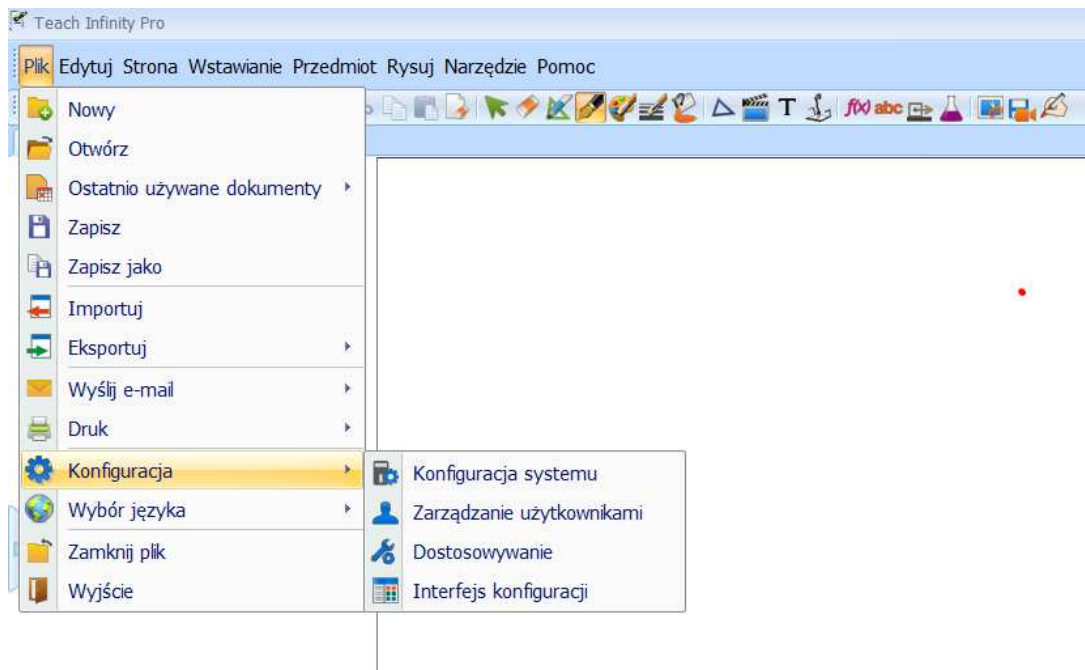 Teach Infinity Pro
Plik Edytuj Strona Wstawianie Przedmiot Rysuj Narzędzie Pomoc
T f(x) abc
Nowy
Otwórz
Ostatnio używane dokumenty
Zapisz
Zapisz jako
Importuj
Eksportuj
Wyślij e-mail
Druk
Konfiguracja
Konfiguracja systemu
Wybór języka
Zarządzanie użytkownikami
Zamknij plik
Dostosowywanie
Wyjście
Interfejs konfiguracji